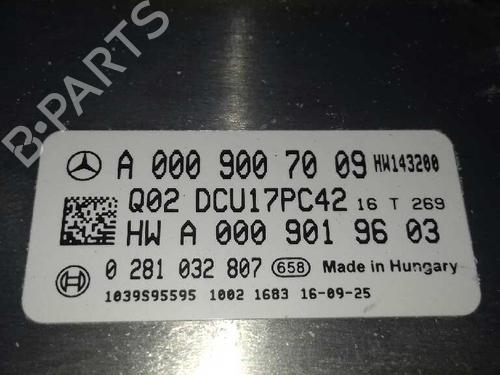 B-PARTS
A 000 900 70 09 HW143200
Q02 DCU17PC42 16 T 269
HW A 000 901 96 03
0 281 032 807 658 Made in Hungary
1039S95595 1002 1683 16-09-25